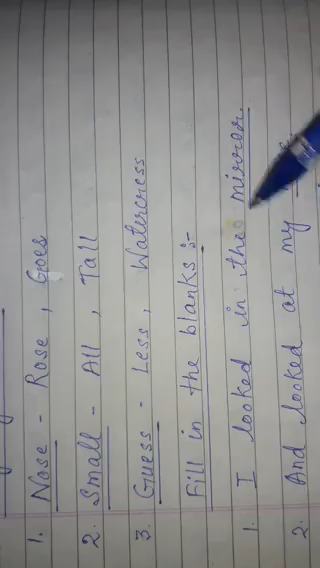 1. Nose - Rose, Goes
2. Small - All, Tall
3. Guess - Less,
Fill in the blanks :-
1. I looked in the mirror.
2. And looked at my